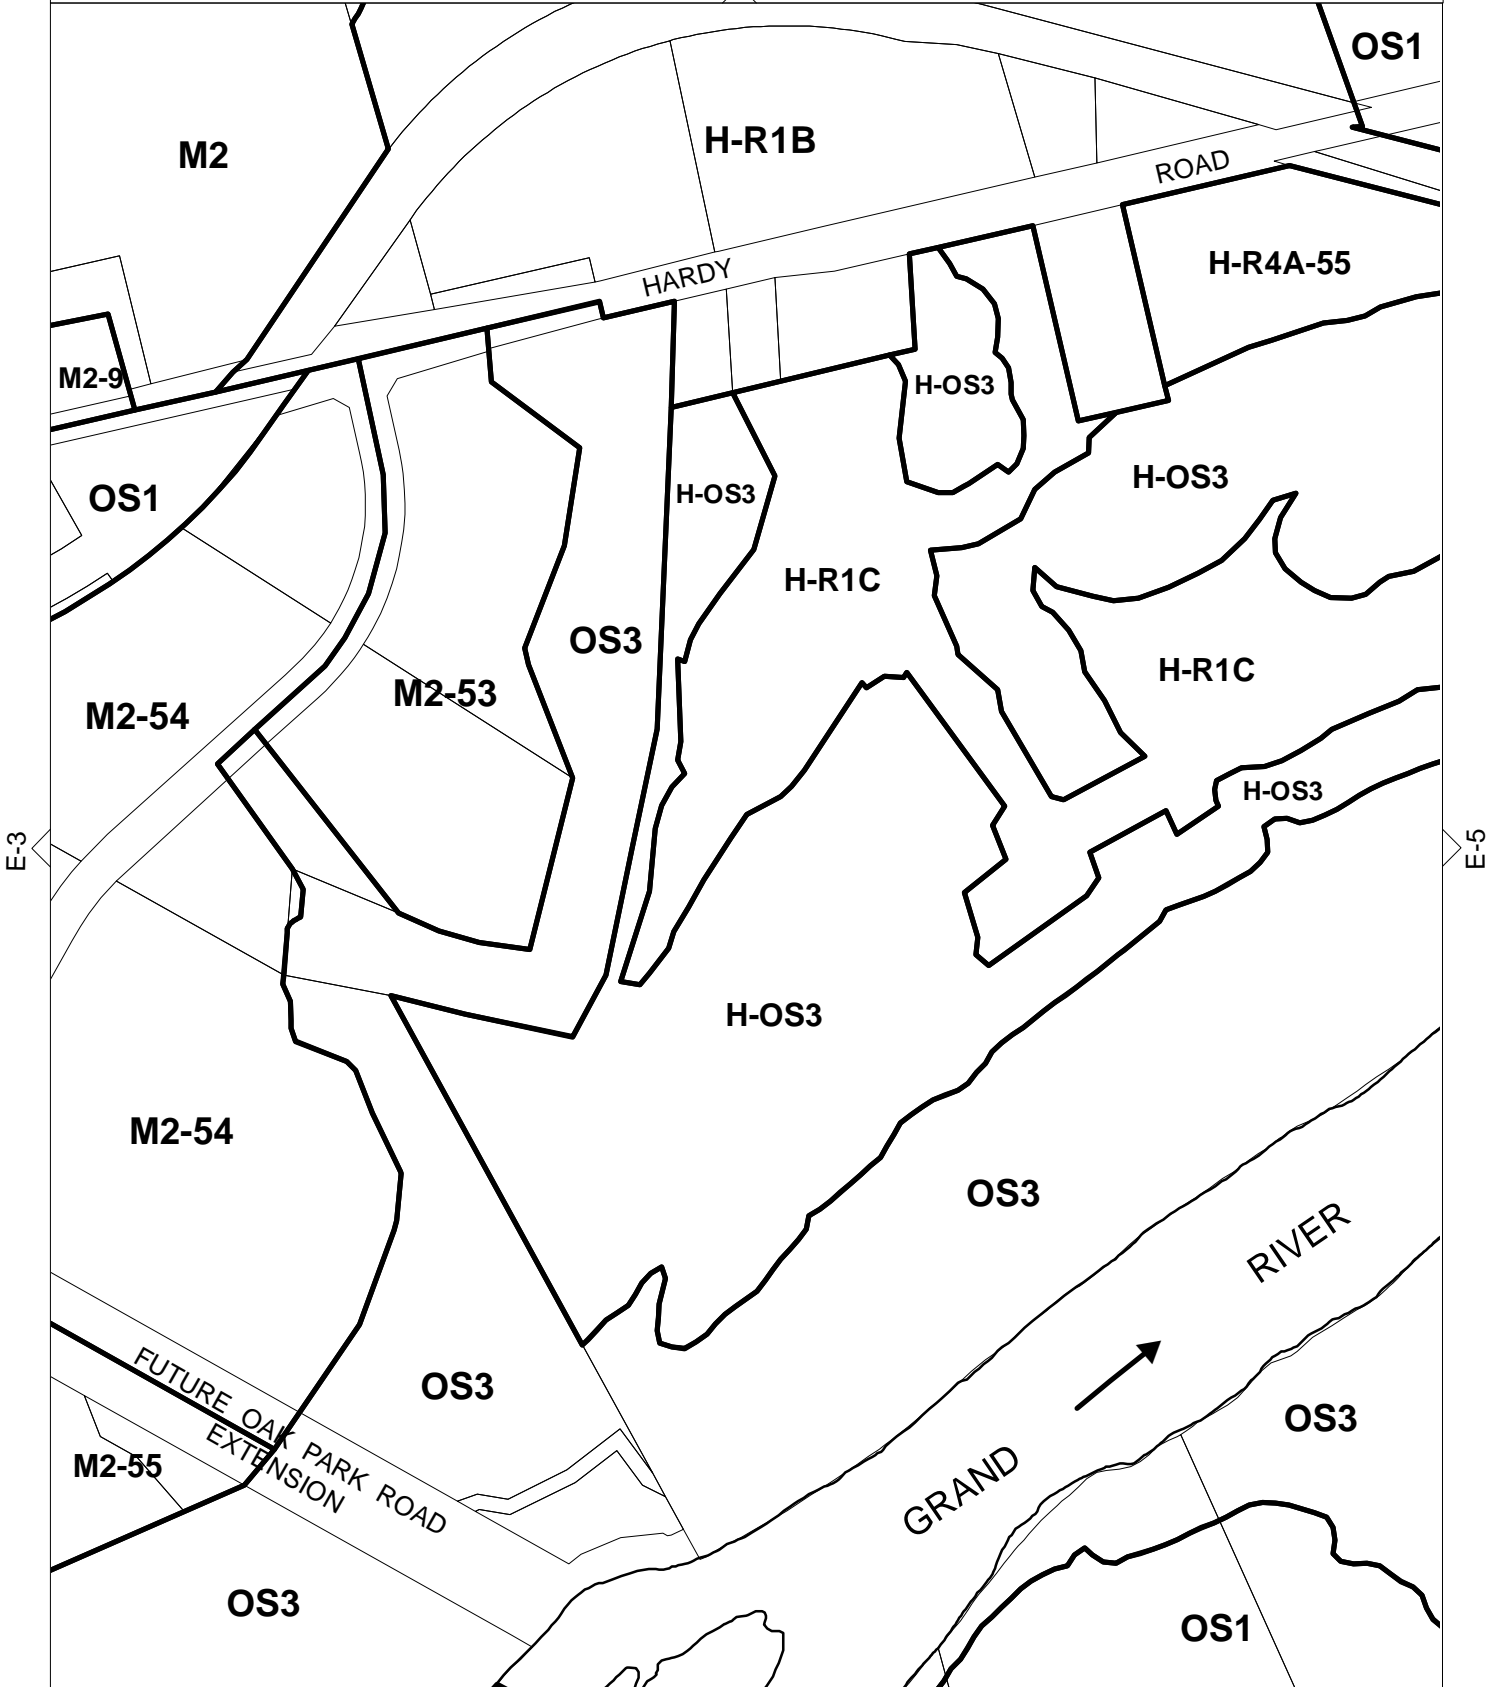 OS1
M2
H-R1B
ROAD
H-R4A-55
HARDY
M2-9
H-OS3
H-OS3
H-OS3
OS1
H-R1C
OS3
H-R1C
M2-53
M2-54
H-OS3
E-3
E-5
H-OS3
M2-54
OS3
RIVER
FUTURE OAK PARK ROAD
EXTENSION
OS3
OS3
M2-55
GRAND
OS3
OS1